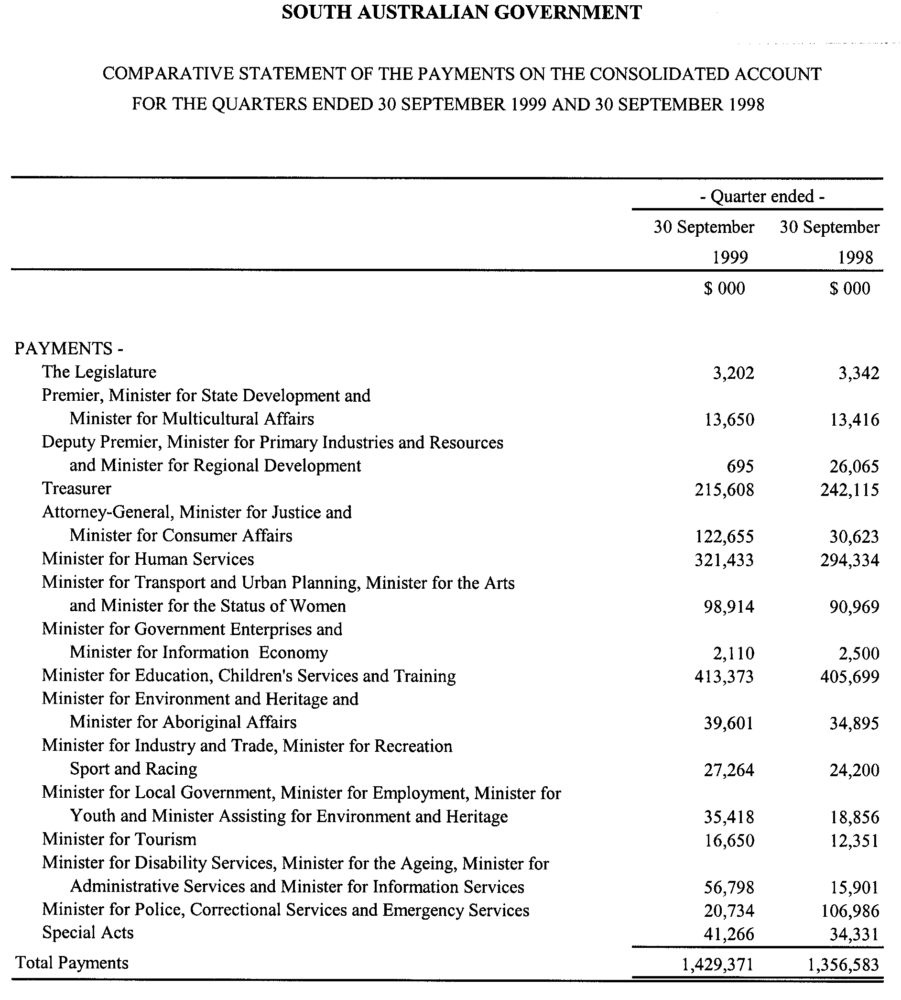 SOUTH AUSTRALIAN GOVERNMENT
COMPARATIVE STATEMENT OF THE PAYMENTS ON THE CONSOLIDATED ACCOUNT
FOR THE QUARTERS ENDED 30 SEPTEMBER 1999 AND 30 SEPTEMBER 1998
- Quarter ended -
30 September 30 September
1999 1998
$ 000 $ 000
PAYMENTS -
The Legislature 3,202 3,342
Premier, Minister for State Development and
Minister for Multicultural Affairs 13,650 13,416
Deputy Premier, Minister for Primary Industries and Resources
and Minister for Regional Development 695 26,065
Treasurer 215,608 242,115
Attorney-General, Minister for Justice and
Minister for Consumer Affairs 122,655 30,623
Minister for Human Services 321,433 294,334
Minister for Transport and Urban Planning, Minister for the Arts
and Minister for the Status of Women 98,914 90,969
Minister for Government Enterprises and
Minister for Information Economy 2,110 2,500
Minister for Education, Children's Services and Training 413,373 405,699
Minister for Environment and Heritage and
Minister for Aboriginal Affairs 39,601 34,895
Minister for Industry and Trade, Minister for Recreation
Sport and Racing 27,264 24,200
Minister for Local Government, Minister for Employment, Minister for
Youth and Minister Assisting for Environment and Heritage 35,418 18,856
Minister for Tourism 16,650 12,351
Minister for Disability Services, Minister for the Ageing, Minister for
Administrative Services and Minister for Information Services 56,798 15,901
Minister for Police, Correctional Services and Emergency Services 20,734 106,986
Special Acts 41,266 34,331
Total Payments 1,429,371 1,356,583